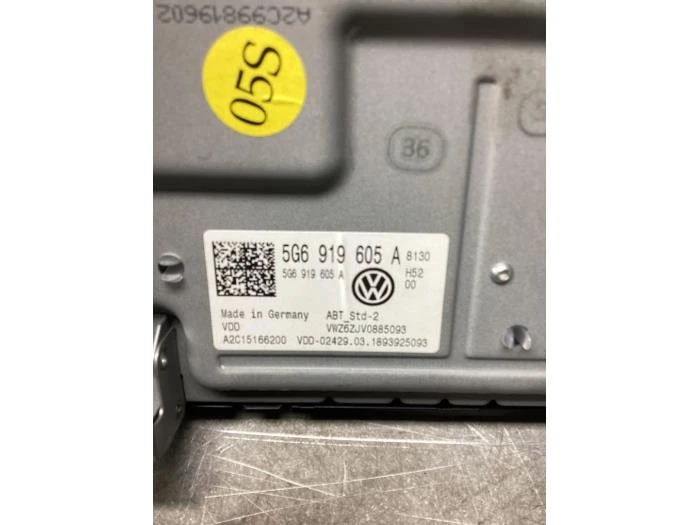 A2C99819602
05S
36
5G6 919 605 A 8130
5G6 919 605 A H52
00
Made in Germany ABT_Std-2
VDD VWZ6ZJV0885093
A2C15166200 VDD-02429.03.1893925093